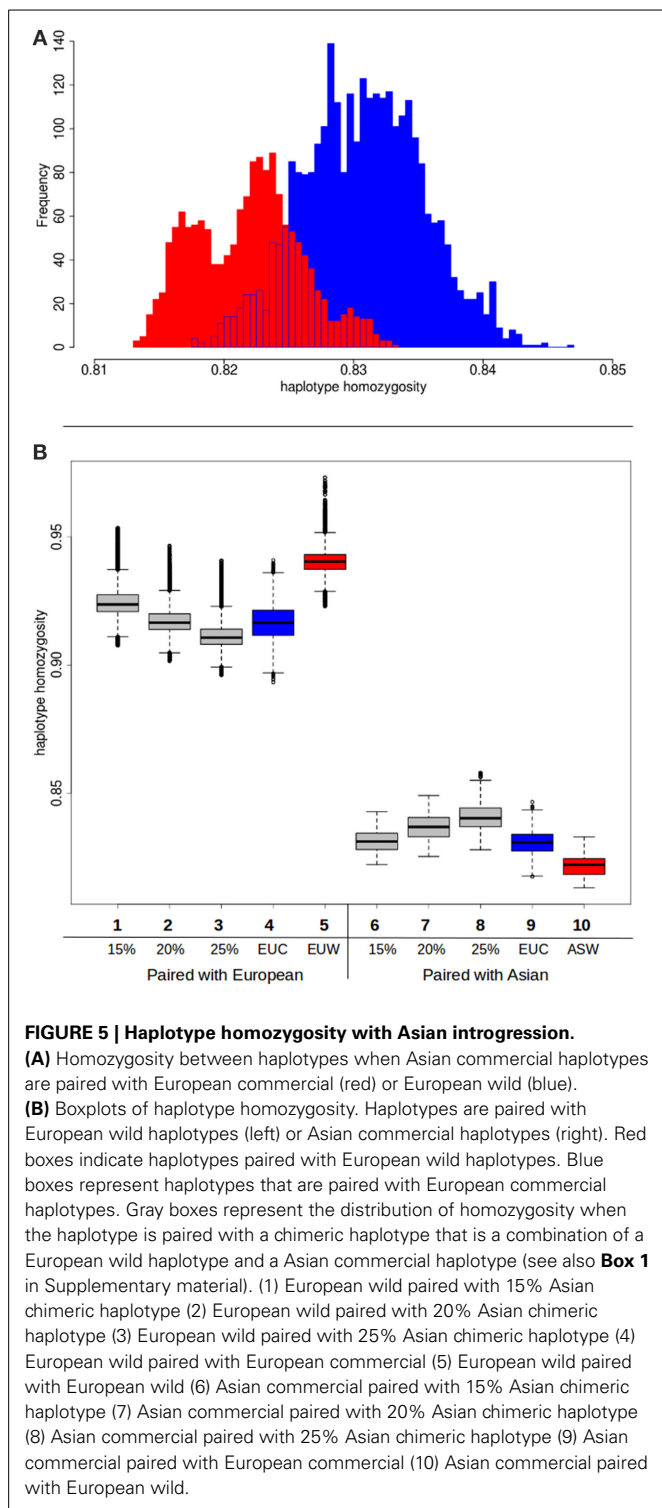 A
Frequency
0 20 40 60 80 100 120 140
0.81 0.82 0.83 0.84 0.85
haplotype homozygosity
B
haplotype homozygosity
0.85 0.90 0.95
1 2 3 4 5 6 7 8 9 10
15% 20% 25% EUC EUW 15% 20% 25% EUC ASW
Paired with European Paired with Asian
FIGURE 5 | Haplotype homozygosity with Asian introgression.
(A) Homozygosity between haplotypes when Asian commercial haplotypes
are paired with European commercial (red) or European wild (blue).
(B) Boxplots of haplotype homozygosity. Haplotypes are paired with
European wild haplotypes (left) or Asian commercial haplotypes (right). Red
boxes indicate haplotypes paired with European wild haplotypes. Blue
boxes represent haplotypes that are paired with European commercial
haplotypes. Gray boxes represent the distribution of homozygosity when
the haplotype is paired with a chimeric haplotype that is a combination of a
European wild haplotype and a Asian commercial haplotype (see also Box 1
in Supplementary material). (1) European wild paired with 15% Asian
chimeric haplotype (2) European wild paired with 20% Asian chimeric
haplotype (3) European wild paired with 25% Asian chimeric haplotype (4)
European wild paired with European commercial (5) European wild paired
with European wild (6) Asian commercial paired with 15% Asian chimeric
haplotype (7) Asian commercial paired with 20% Asian chimeric haplotype
(8) Asian commercial paired with 25% Asian chimeric haplotype (9) Asian
commercial paired with European commercial (10) Asian commercial paired
with European wild.